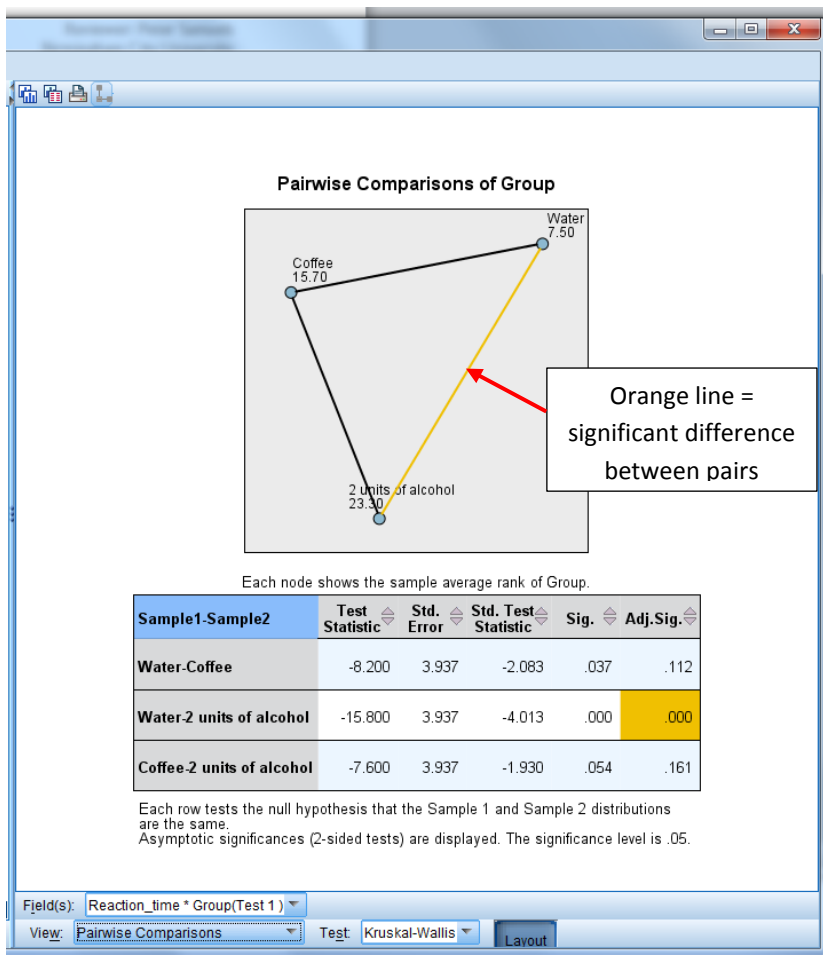 Pairwise Comparisons of Group
Water
7.50
Coffee
15.70
Orange line =
significant difference
between pairs
2 units of alcohol
23.30
Each node shows the sample average rank of Group.
Sample1-Sample2 Test Statistic Std. Error Std. Test Statistic Sig. Adj.Sig.
Water-Coffee -8.200 3.937 -2.083 .037 .112
Water-2 units of alcohol -15.800 3.937 -4.013 .000 .000
Coffee-2 units of alcohol -7.600 3.937 -1.930 .054 .161
Each row tests the null hypothesis that the Sample 1 and Sample 2 distributions
are the same.
Asymptotic significances (2-sided tests) are displayed. The significance level is .05.
Field(s): Reaction_time * Group(Test 1 )
View: Pairwise Comparisons Test: Kruskal-Wallis Layout